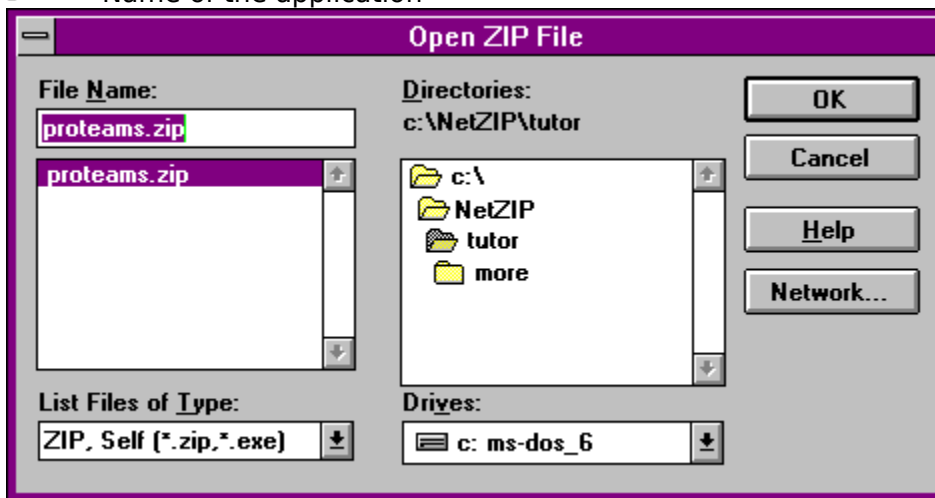 Name of the application
Open ZIP File
File Name:
proteams.zip
proteams.zip
List Files of Type:
ZIP, Self (*.zip,*.exe)
Directories:
c:\NetZIP\tutor
c:\
NetZIP
tutor
more
Drives:
c: ms-dos_6
OK
Cancel
Help
Network...